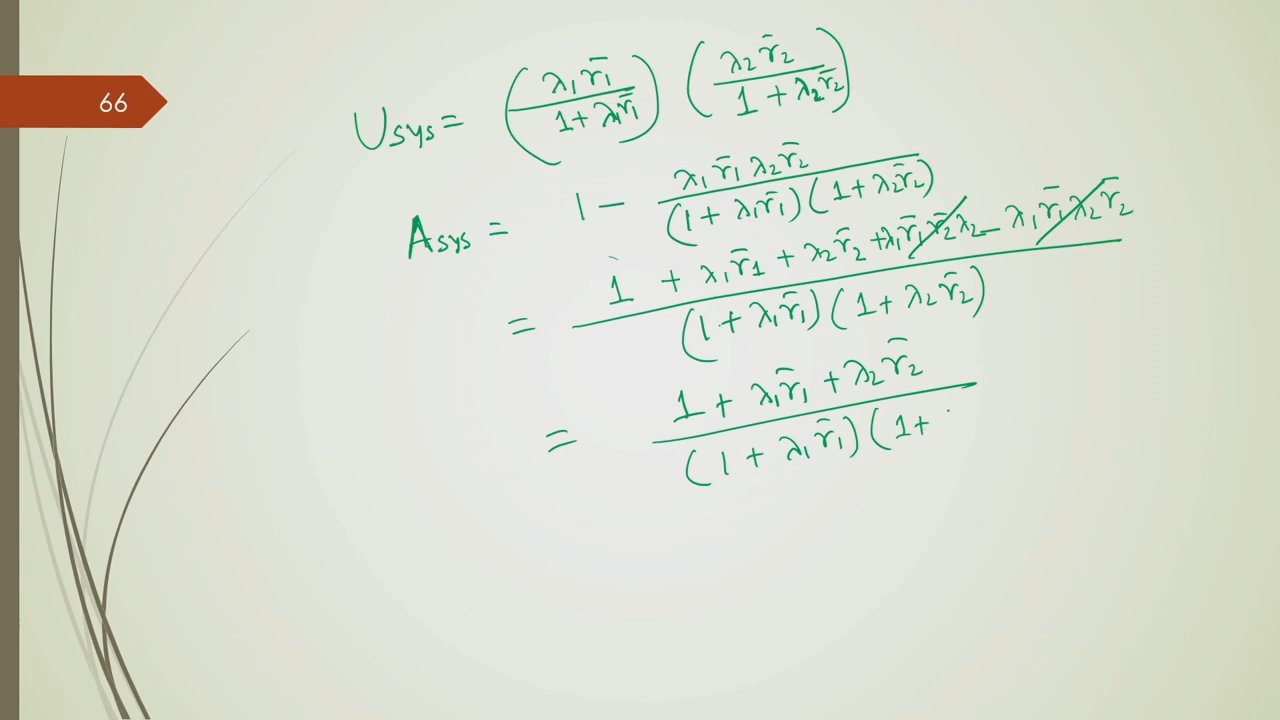 66
U_sys = (λ₁r̄₁ / 1 + λ₁r̄₁) (λ₂r̄₂ / 1 + λ₂r̄₂)
A_sys = 1 − λ₁r̄₁λ₂r̄₂ / (1 + λ₁r̄₁)(1 + λ₂r̄₂)
= 1 + λ₁r̄₁ + λ₂r̄₂ + λ₁r̄₁r̄₂λ₂ − λ₁r̄₁λ₂r̄₂ / (1 + λ₁r̄₁)(1 + λ₂r̄₂)
= 1 + λ₁r̄₁ + λ₂r̄₂ / (1 + λ₁r̄₁)(1 +